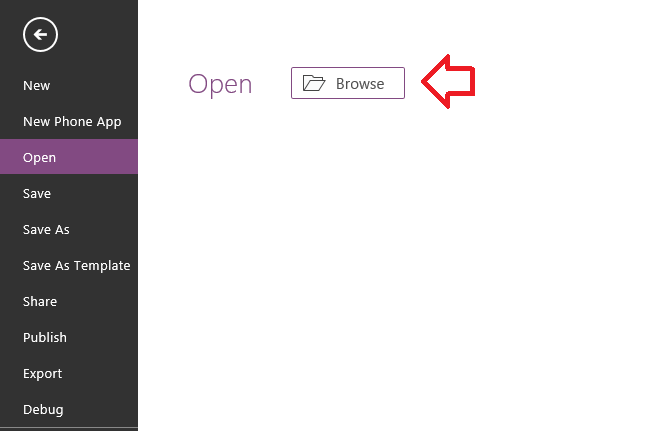 New
New Phone App
Open
Save
Save As
Save As Template
Share
Publish
Export
Debug
Open
Browse